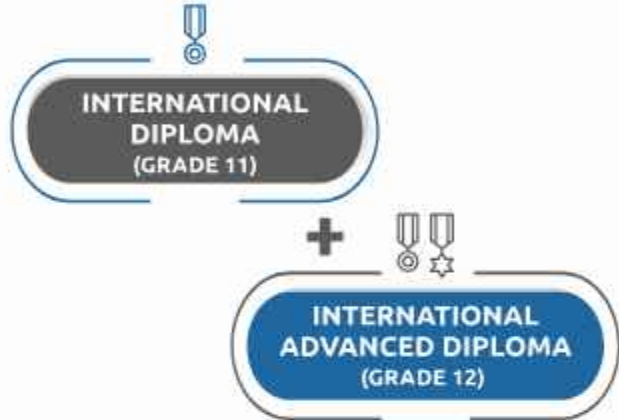 INTERNATIONAL
DIPLOMA
(GRADE 11)
+
INTERNATIONAL
ADVANCED DIPLOMA
(GRADE 12)